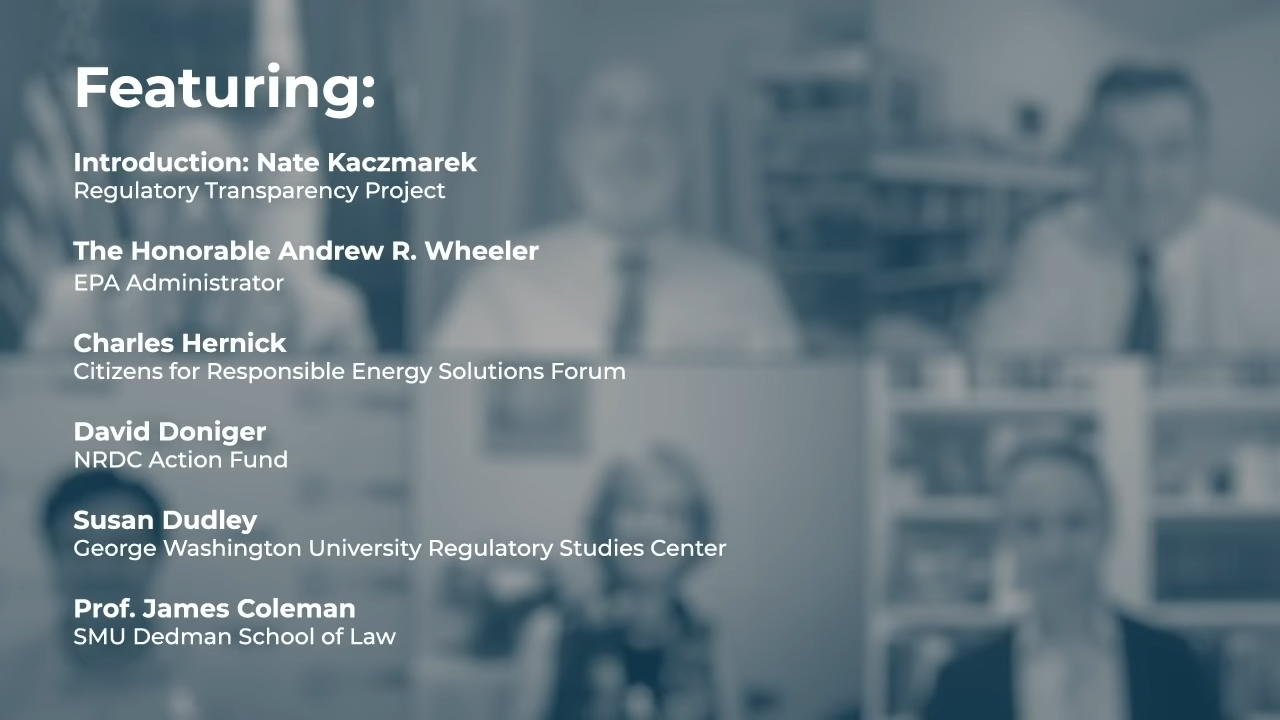 Featuring:
Introduction: Nate Kaczmarek
Regulatory Transparency Project
The Honorable Andrew R. Wheeler
EPA Administrator
Charles Hernick
Citizens for Responsible Energy Solutions Forum
David Doniger
NRDC Action Fund
Susan Dudley
George Washington University Regulatory Studies Center
Prof. James Coleman
SMU Dedman School of Law